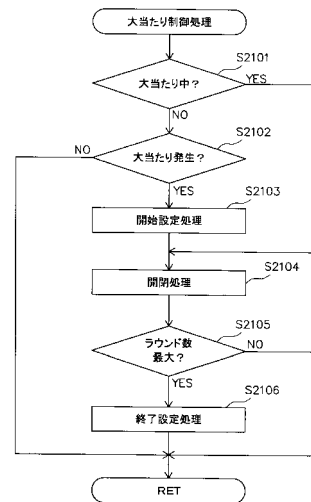 大当たり制御処理
S2101
大当たり中?
YES
NO
S2102
NO
大当たり発生?
YES
S2103
開始設定処理
S2104
開閉処理
S2105
ラウンド数
最大?
NO
YES
S2106
終了設定処理
RET